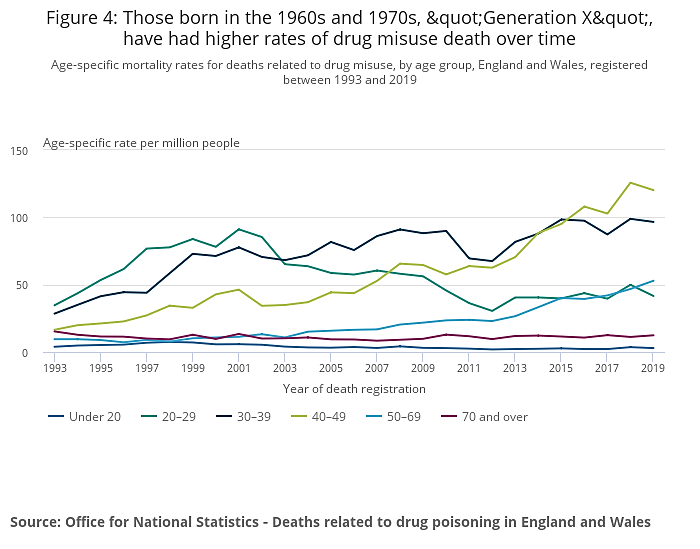 Figure 4: Those born in the 1960s and 1970s, &quot;Generation X&quot;,
have had higher rates of drug misuse death over time
Age-specific mortality rates for deaths related to drug misuse, by age group, England and Wales, registered
between 1993 and 2019
Age-specific rate per million people
150
100
50
0
1993 1995 1997 1999 2001 2003 2005 2007 2009 2011 2013 2015 2017 2019
Year of death registration
Under 20 20–29 30–39 40–49 50–69 70 and over
Source: Office for National Statistics - Deaths related to drug poisoning in England and Wales